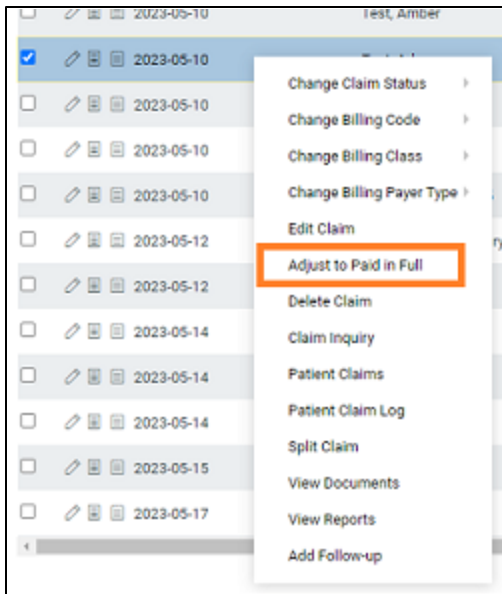 2023-05-10 Test, Amber
2023-05-10
Change Claim Status
2023-05-10
Change Billing Code
2023-05-10
Change Billing Class
2023-05-10
Change Billing Payer Type
Edit Claim
2023-05-12
Adjust to Paid in Full
2023-05-12
Delete Claim
2023-05-14
Claim Inquiry
2023-05-14
Patient Claims
2023-05-14
Patient Claim Log
Split Claim
2023-05-15
View Documents
2023-05-17
View Reports
Add Follow-up